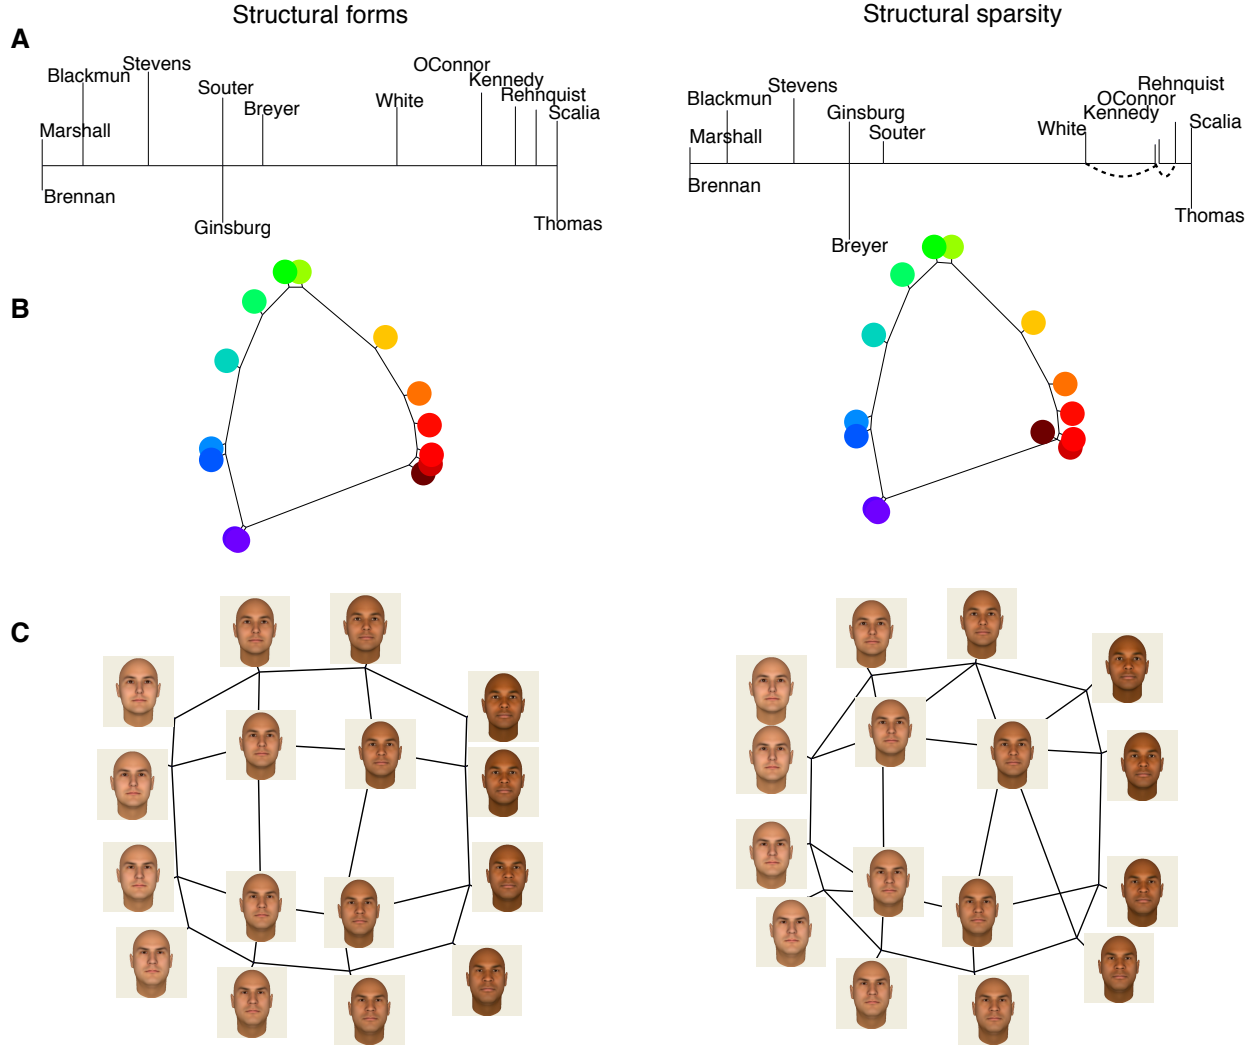 Structural forms
Structural sparsity
A
Blackmun
Stevens
Marshall
Souter
Breyer
White
OConnor
Kennedy
Rehnquist
Scalia
Brennan
Ginsburg
Thomas
Blackmun
Stevens
Marshall
Ginsburg
Souter
White
Kennedy
OConnor
Rehnquist
Scalia
Brennan
Breyer
Thomas
B
C